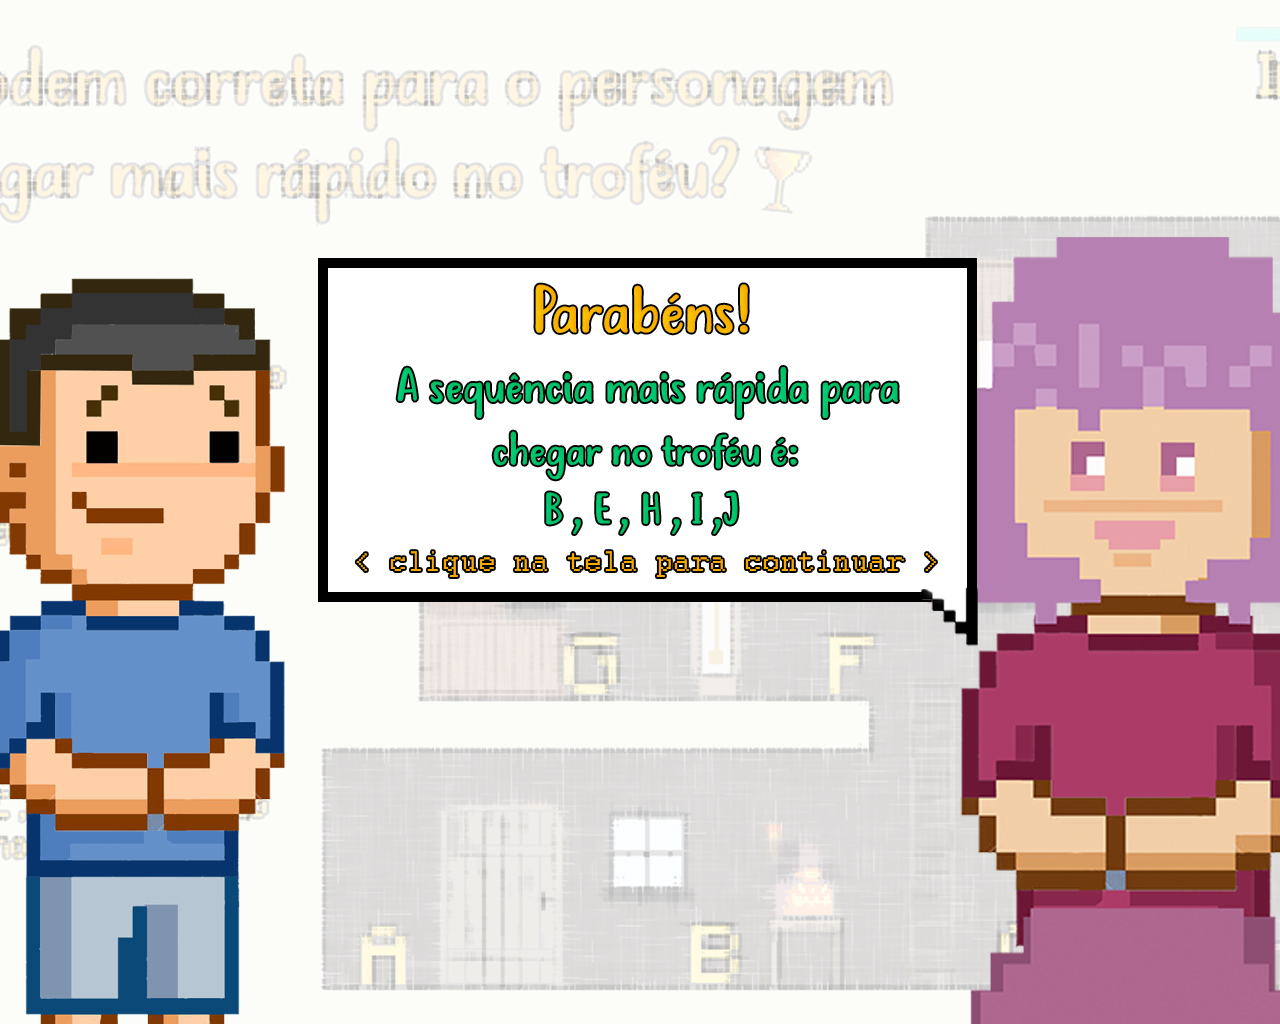 odem correta para o personagem
gar mais rápido no troféu?
Parabéns!
A sequência mais rápida para
chegar no troféu é:
B , E , H , I ,J
< clique na tela para continuar >
G F
A B